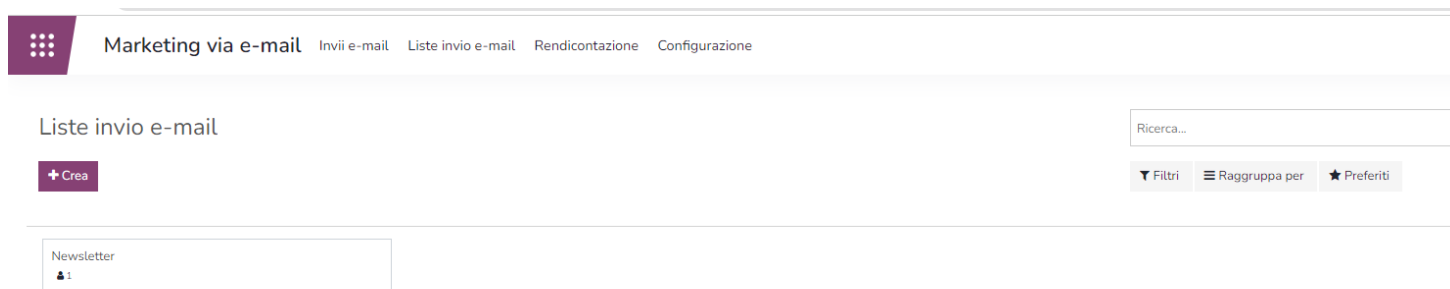 Marketing via e-mail Invii e-mail Liste invio e-mail Rendicontazione Configurazione
Liste invio e-mail
Ricerca...
Crea
Filtri Raggruppa per Preferiti
Newsletter
1